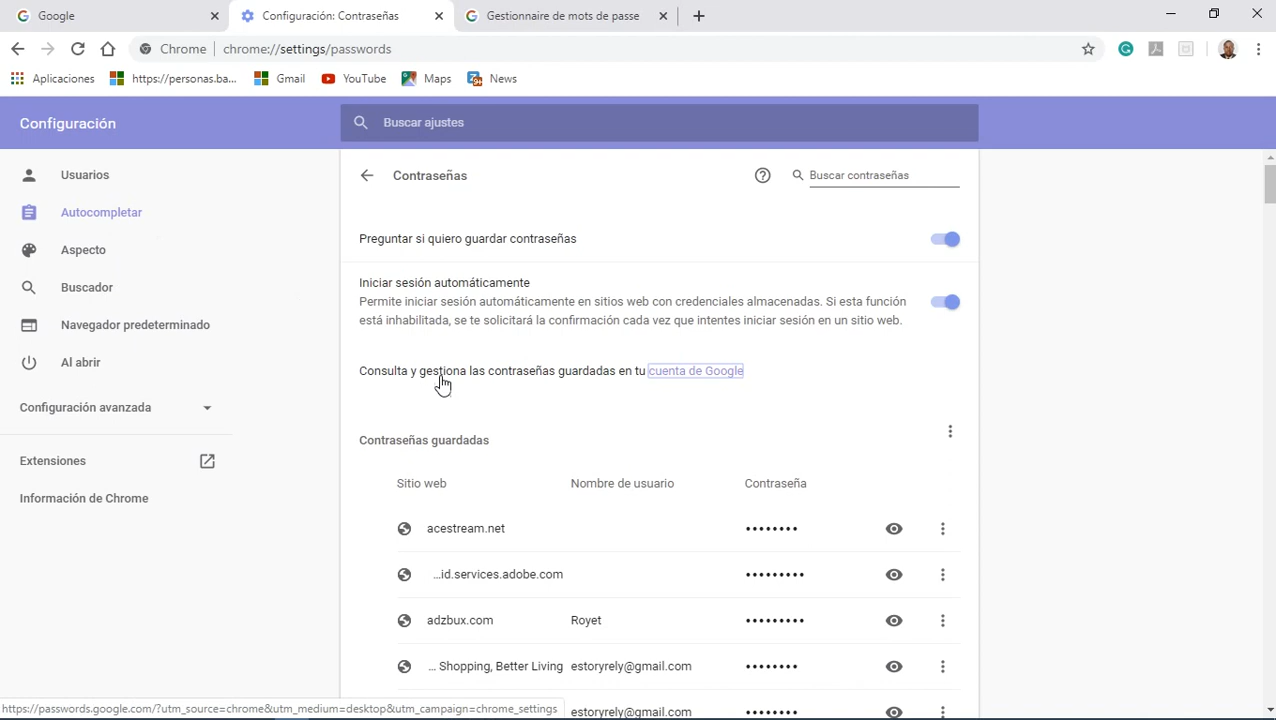 Google
Configuración: Contraseñas
Gestionnaire de mots de passe
Chrome
chrome://settings/passwords
Aplicaciones
https://personas.ba...
Gmail
YouTube
Maps
News
Configuración
Buscar ajustes
Usuarios
Autocompletar
Aspecto
Buscador
Navegador predeterminado
Al abrir
Configuración avanzada
Extensiones
Información de Chrome
Contraseñas
Buscar contraseñas
Preguntar si quiero guardar contraseñas
Iniciar sesión automáticamente
Permite iniciar sesión automáticamente en sitios web con credenciales almacenadas. Si esta función
está inhabilitada, se te solicitará la confirmación cada vez que intentes iniciar sesión en un sitio web.
Consulta y gestiona las contraseñas guardadas en tu cuenta de Google
Contraseñas guardadas
Sitio web Nombre de usuario Contraseña
acestream.net ••••••••
...id.services.adobe.com •••••••••
adzbux.com Royet •••••••••
... Shopping, Better Living estoryrely@gmail.com ••••••••
estoryrely@gmail.com ••••••••
https://passwords.google.com/?utm_source=chrome&utm_medium=desktop&utm_campaign=chrome_settings